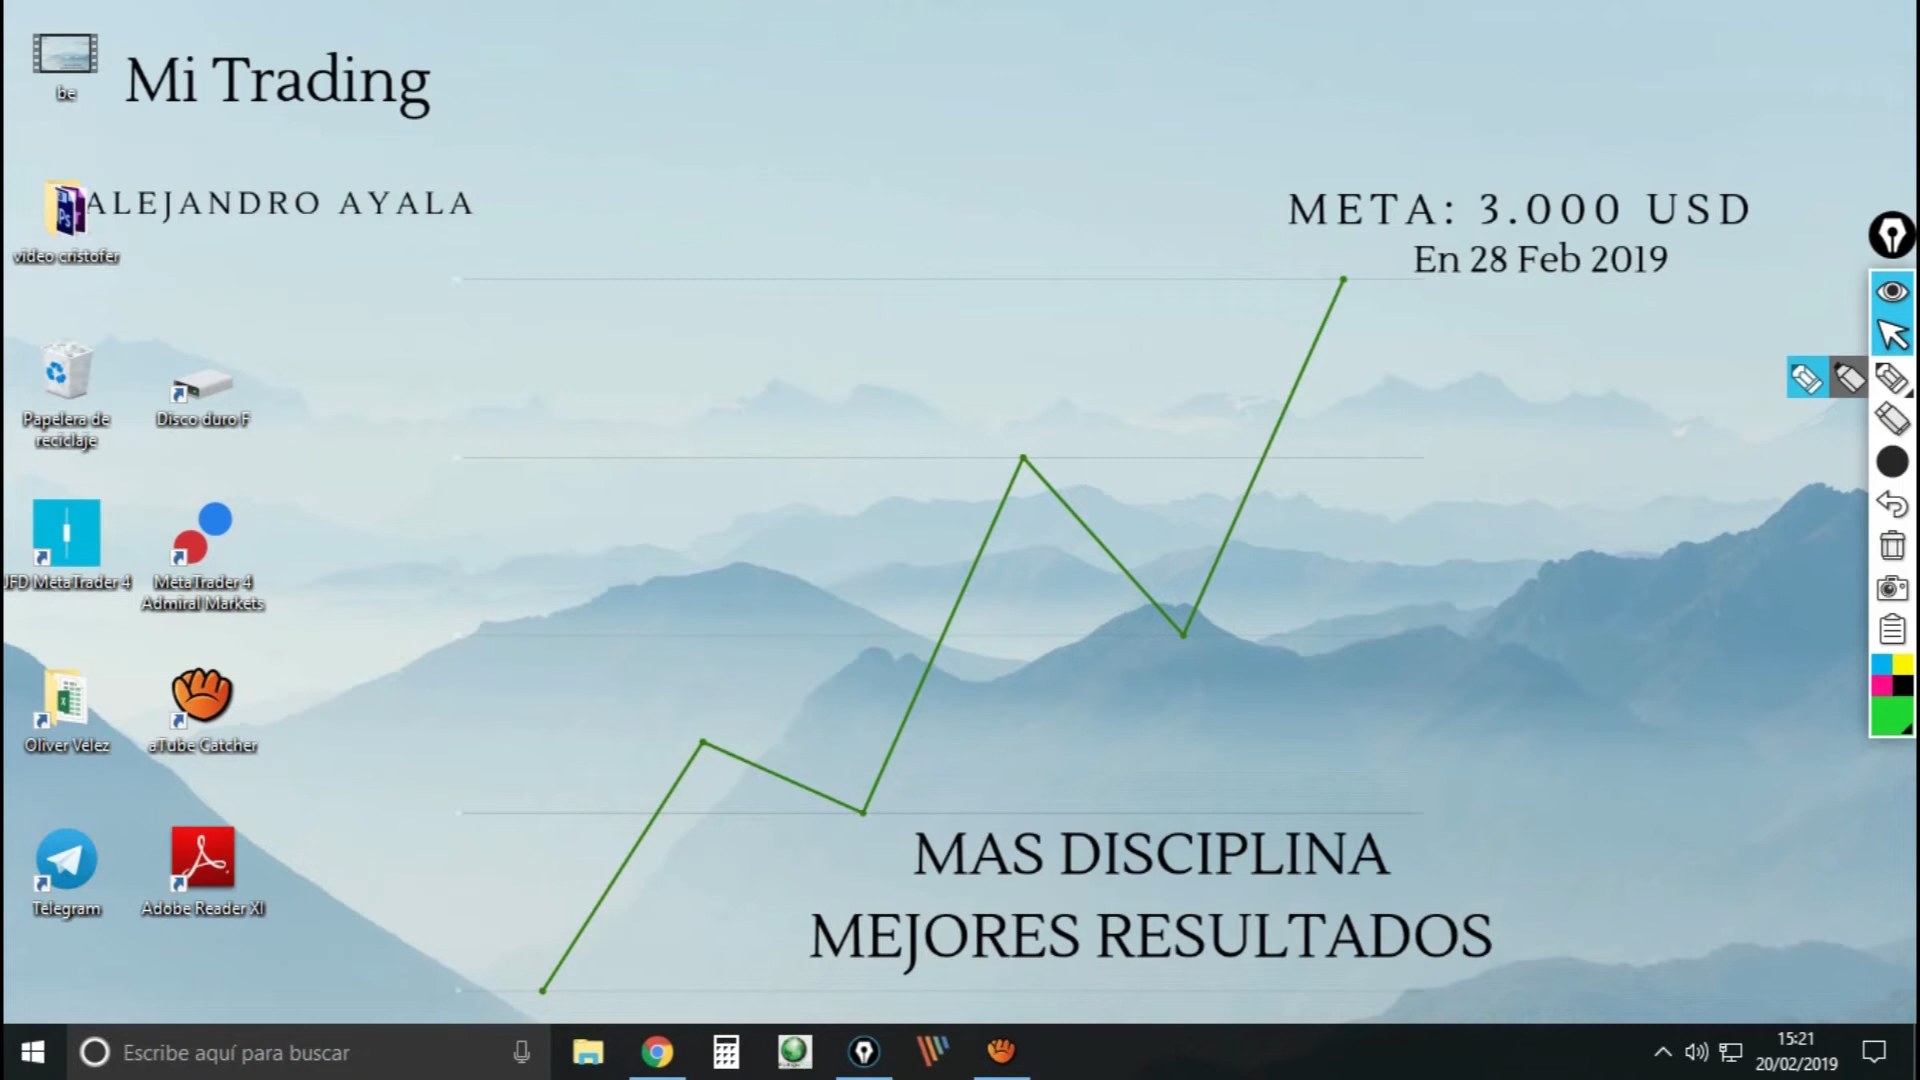 be
Mi Trading
ALEJANDRO AYALA
META: 3.000 USD
En 28 Feb 2019
video cristofer
Papelera de
reciclaje
Disco duro F
JFD MetaTrader 4
MetaTrader 4
Admiral Markets
Oliver Velez
aTube Catcher
Telegram
Adobe Reader XI
MAS DISCIPLINA
MEJORES RESULTADOS
Escribe aquí para buscar
15:21
20/02/2019